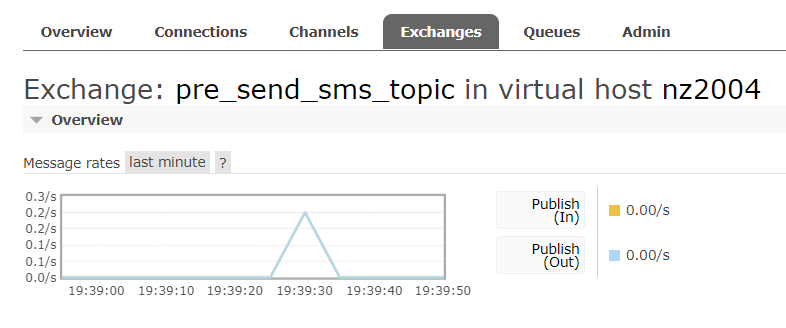 Overview Connections Channels Exchanges Queues Admin
Exchange: pre_send_sms_topic in virtual host nz2004
Overview
Message rates last minute ?
0.3/s
0.2/s
0.2/s
0.1/s
0.1/s
0.0/s
19:39:00 19:39:10 19:39:20 19:39:30 19:39:40 19:39:50
Publish
(In)
0.00/s
Publish
(Out)
0.00/s